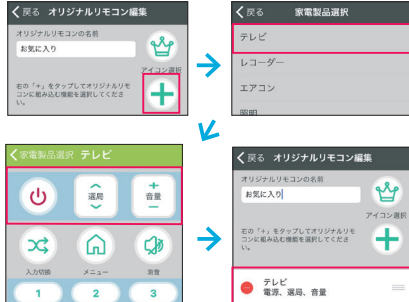 戻る オリジナルリモコン編集
オリジナルリモコンの名前
お気に入り
アイコン選択
右の「+」をタップしてオリジナルリモ
コンに組み込む機能を選択してくださ
い。
戻る 家電製品選択
テレビ
レコーダー
エアコン
照明
家電製品選択 テレビ
選局
+
音量
−
入力切換
メニュー
消音
1
2
3
戻る オリジナルリモコン編集
オリジナルリモコンの名前
お気に入り
アイコン選択
右の「+」をタップしてオリジナルリモ
コンに組み込む機能を選択してくださ
い。
テレビ
電源、選局、音量